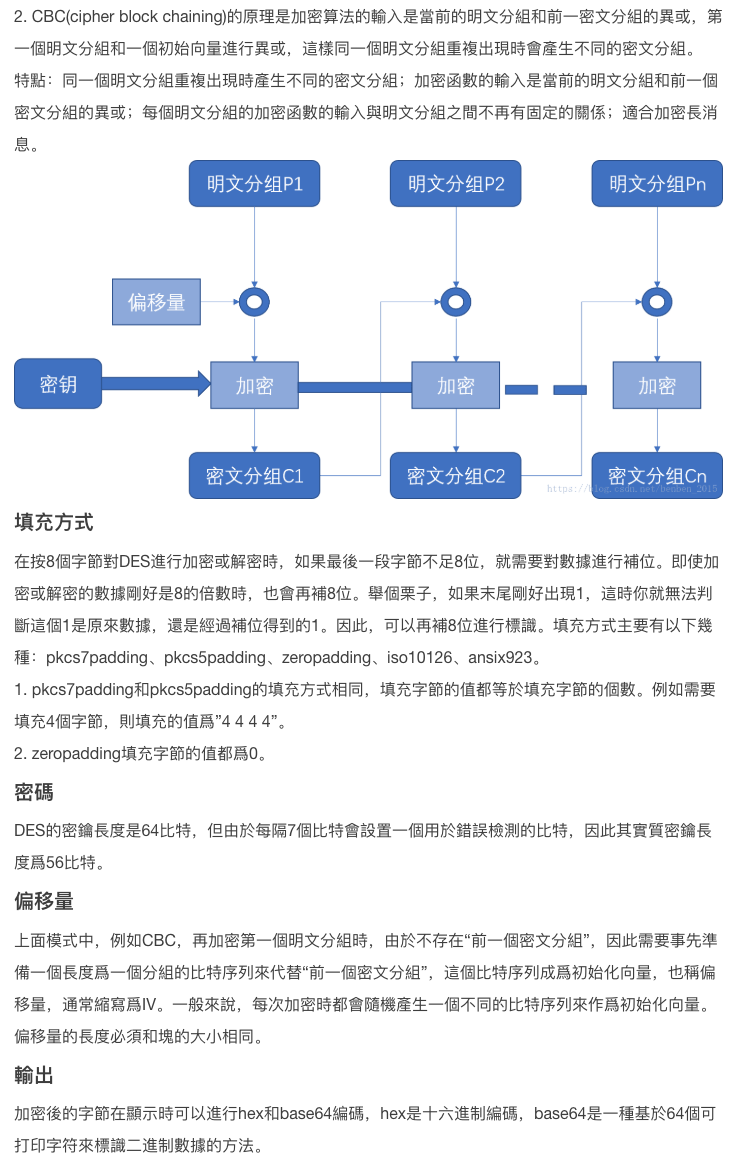 2. CBC(cipher block chaining)的原理是加密算法的輸入是當前的明文分組和前一密文分組的異或，第
一個明文分組和一個初始向量進行異或，這樣同一個明文分組重複出現時會產生不同的密文分組。
特點：同一個明文分組重複出現時產生不同的密文分組；加密函數的輸入是當前的明文分組和前一個
密文分組的異或；每個明文分組的加密函數的輸入與明文分組之間不再有固定的關係；適合加密長消
息。
明文分组P1
明文分组P2
明文分组Pn
偏移量
密钥
加密
加密
加密
密文分组C1
密文分组C2
密文分组Cn
https://blog.csdn.net/benben_2015
填充方式
在按8個字節對DES進行加密或解密時，如果最後一段字節不足8位，就需要對數據進行補位。即使加
密或解密的數據剛好是8的倍數時，也會再補8位。舉個栗子，如果末尾剛好出現1，這時你就無法判
斷這個1是原來數據，還是經過補位得到的1。因此，可以再補8位進行標識。填充方式主要有以下幾
種：pkcs7padding、pkcs5padding、zeropadding、iso10126、ansix923。
1. pkcs7padding和pkcs5padding的填充方式相同，填充字節的值都等於填充字節的個數。例如需要
填充4個字節，則填充的值爲”4 4 4 4”。
2. zeropadding填充字節的值都爲0。
密碼
DES的密鑰長度是64比特，但由於每隔7個比特會設置一個用於錯誤檢測的比特，因此其實質密鑰長
度爲56比特。
偏移量
上面模式中，例如CBC，再加密第一個明文分組時，由於不存在“前一個密文分組”，因此需要事先準
備一個長度爲一個分組的比特序列來代替“前一個密文分組”，這個比特序列成爲初始化向量，也稱偏
移量，通常縮寫爲IV。一般來說，每次加密時都會隨機產生一個不同的比特序列來作爲初始化向量。
偏移量的長度必須和塊的大小相同。
輸出
加密後的字節在顯示時可以進行hex和base64編碼，hex是十六進制編碼，base64是一種基於64個可
打印字符來標識二進制數據的方法。